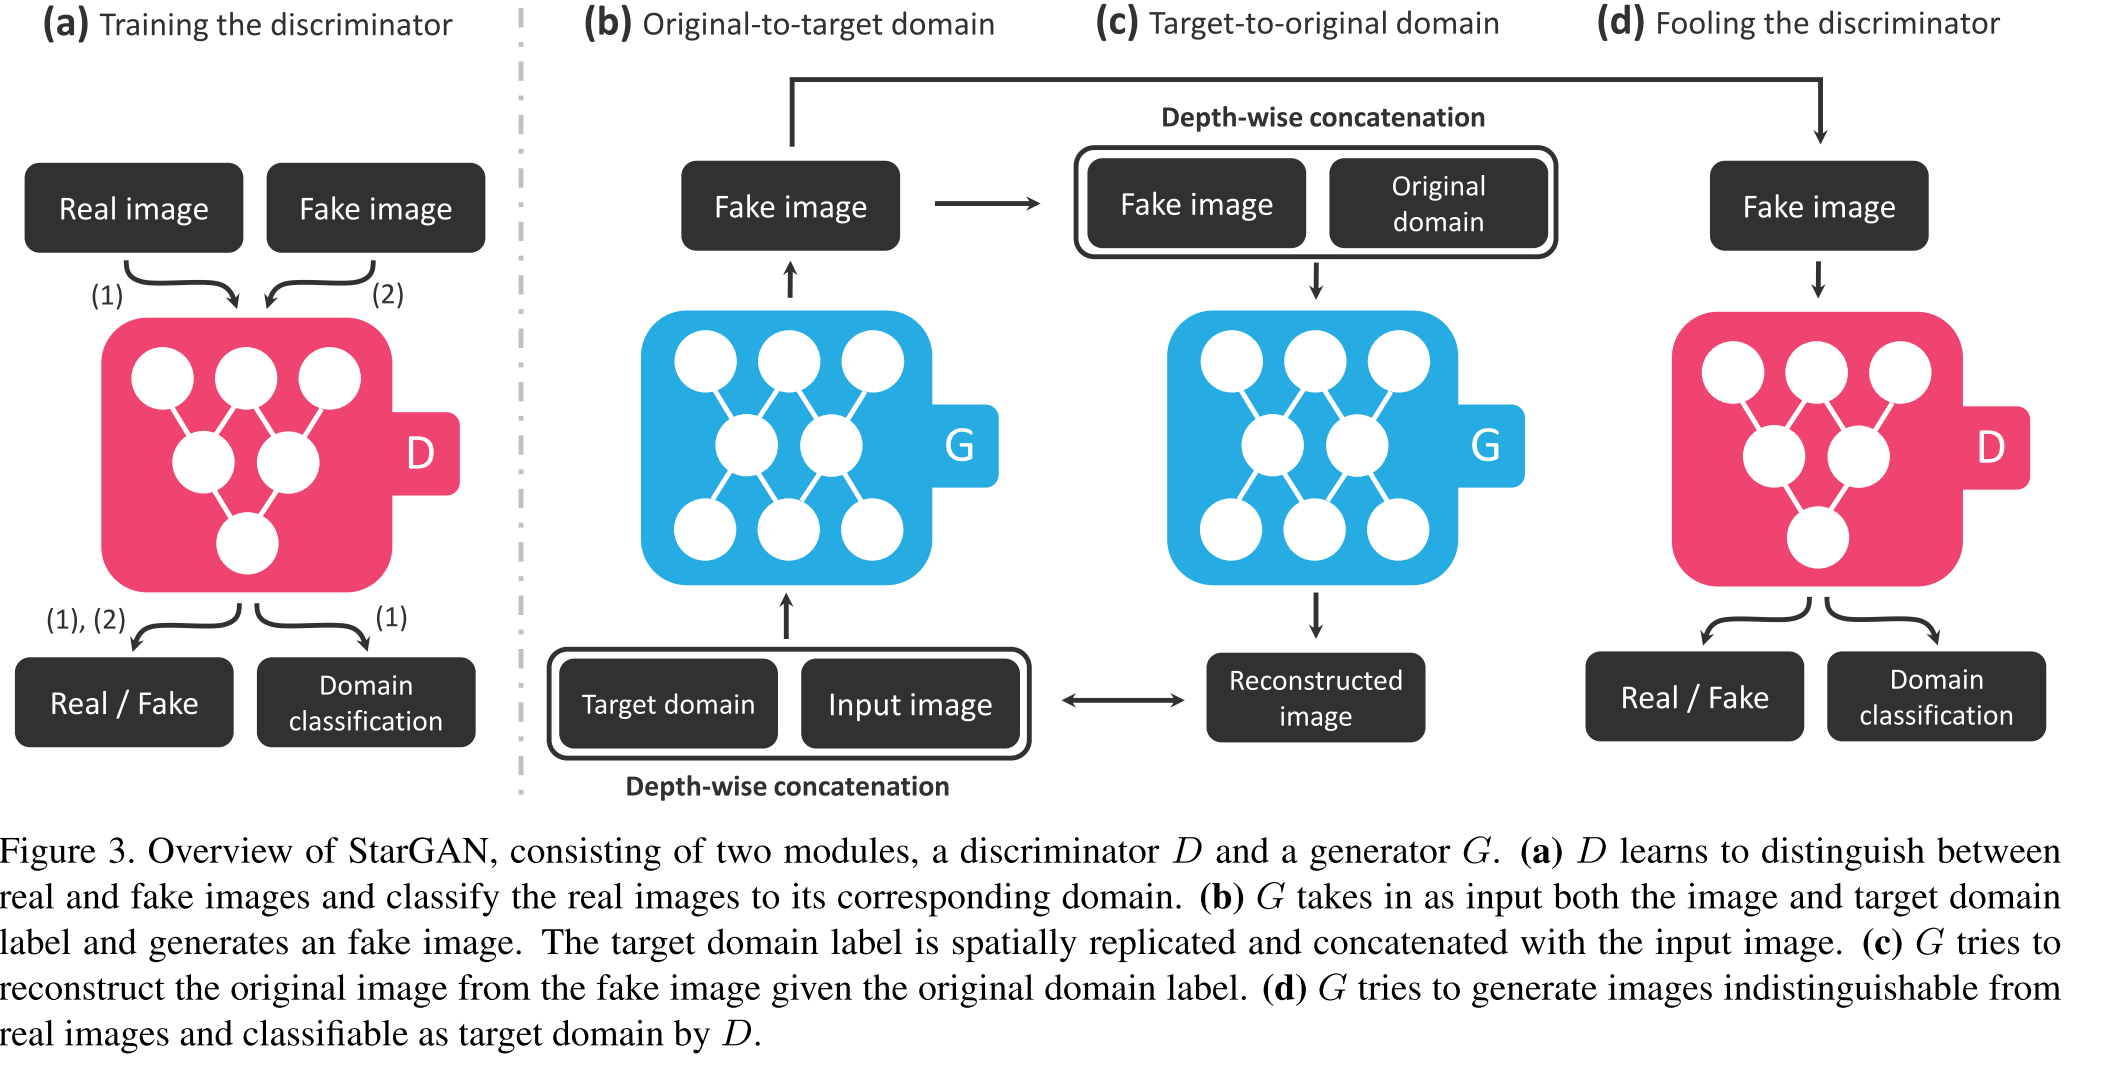 (a) Training the discriminator
Real image
Fake image
(1)
(2)
D
(1), (2)
(1)
Real / Fake
Domain
classification
(b) Original-to-target domain
Fake image
G
Target domain
Input image
Depth-wise concatenation
(c) Target-to-original domain
Depth-wise concatenation
Fake image
Original
domain
G
Reconstructed
image
(d) Fooling the discriminator
Fake image
D
Real / Fake
Domain
classification
Figure 3. Overview of StarGAN, consisting of two modules, a discriminator D and a generator G. (a) D learns to distinguish between
real and fake images and classify the real images to its corresponding domain. (b) G takes in as input both the image and target domain
label and generates an fake image. The target domain label is spatially replicated and concatenated with the input image. (c) G tries to
reconstruct the original image from the fake image given the original domain label. (d) G tries to generate images indistinguishable from
real images and classifiable as target domain by D.